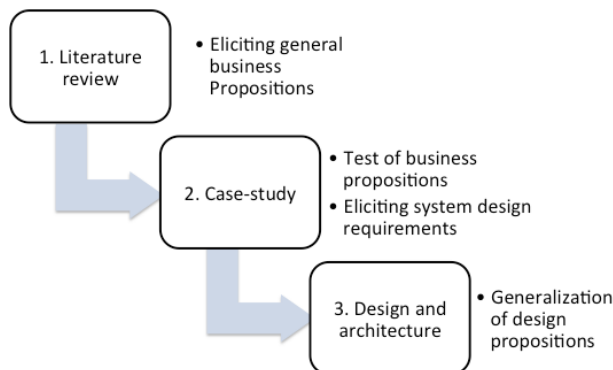 1. Literature
review
• Eliciting general
business
Propositions
2. Case-study
• Test of business
propositions
• Eliciting system design
requirements
3. Design and
architecture
• Generalization
of design
propositions